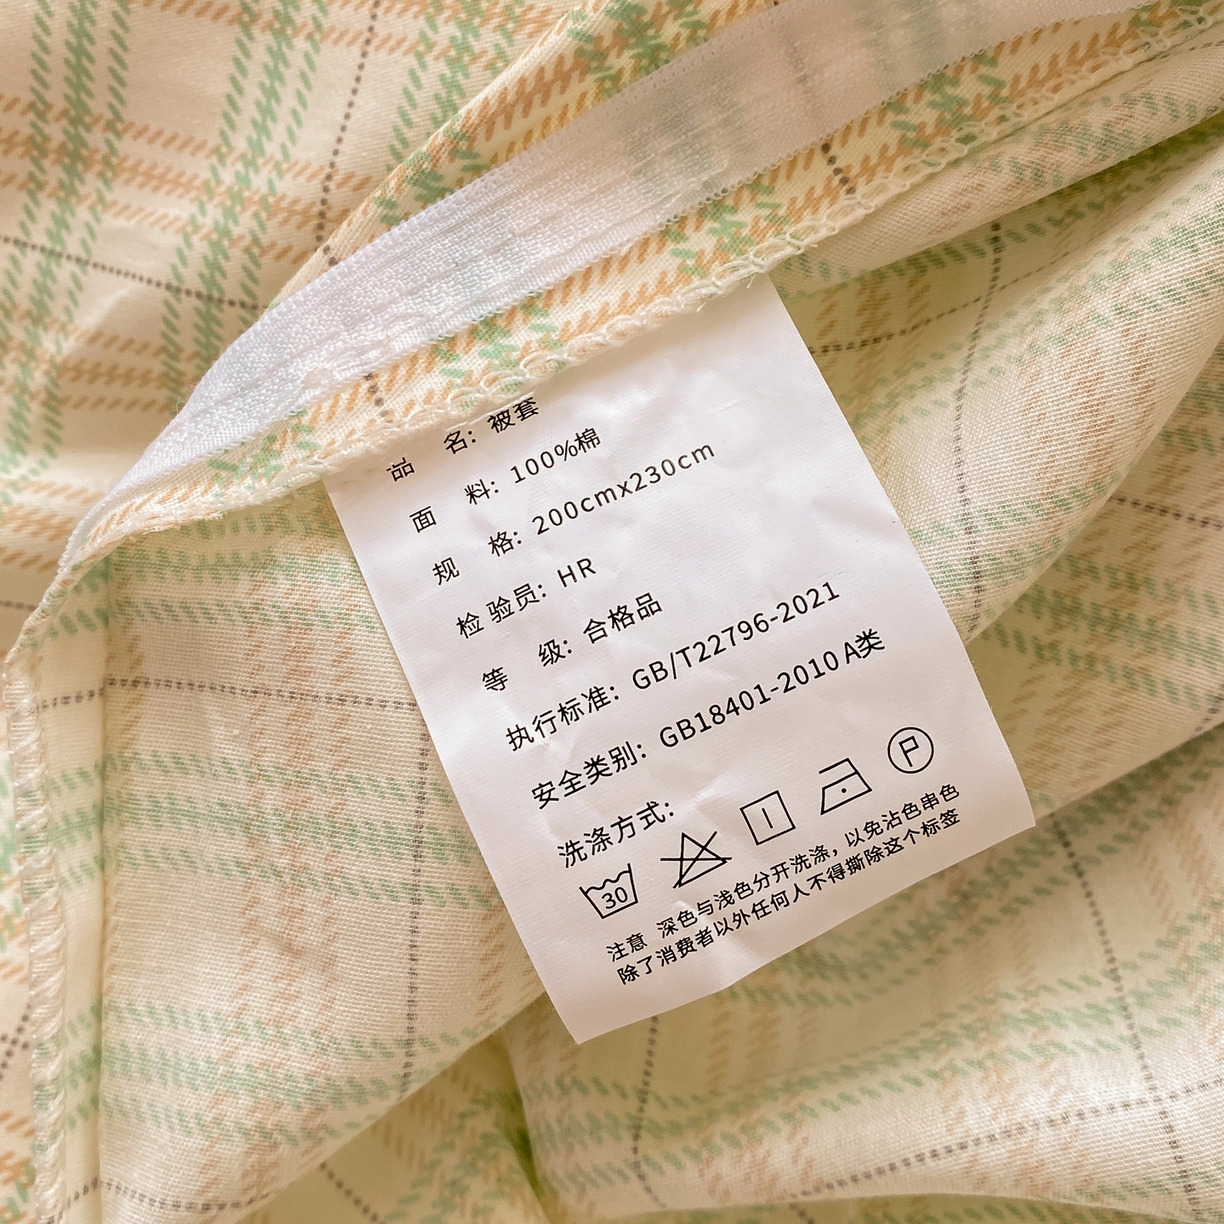 品 名：被套
面 料：100%棉
规 格：200cmx230cm
检 验员：HR
等 级：合格品
执行标准：GB/T22796-2021
安全类别：GB18401-2010 A类
洗涤方式：
30
P
注意 深色与浅色分开洗涤，以免沾色串色
除了消费者以外任何人不得撕除这个标签